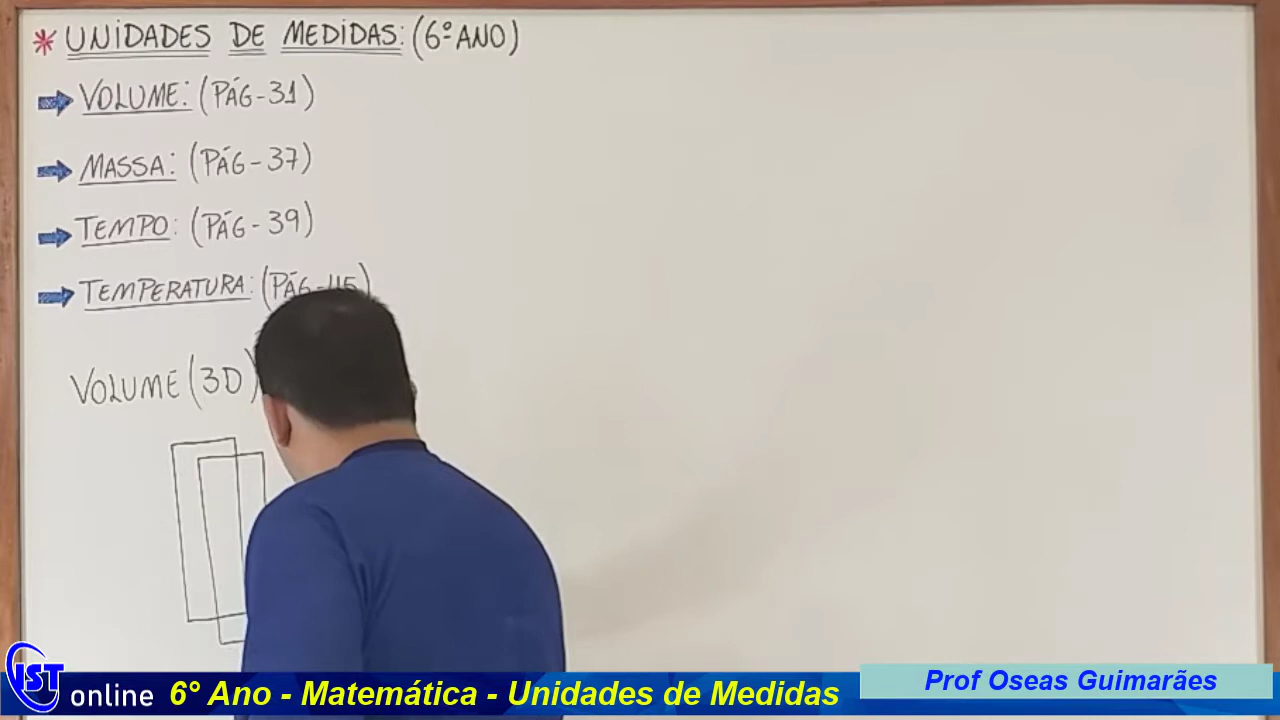 * UNIDADES DE MEDIDAS: (6º ANO)
➡ VOLUME: (PÁG-31)
➡ MASSA: (PÁG-37)
➡ TEMPO: (PÁG-39)
➡ TEMPERATURA: (PÁG-45)
VOLUME (3D)
IST online 6° Ano - Matemática - Unidades de Medidas
Prof Oseas Guimarães